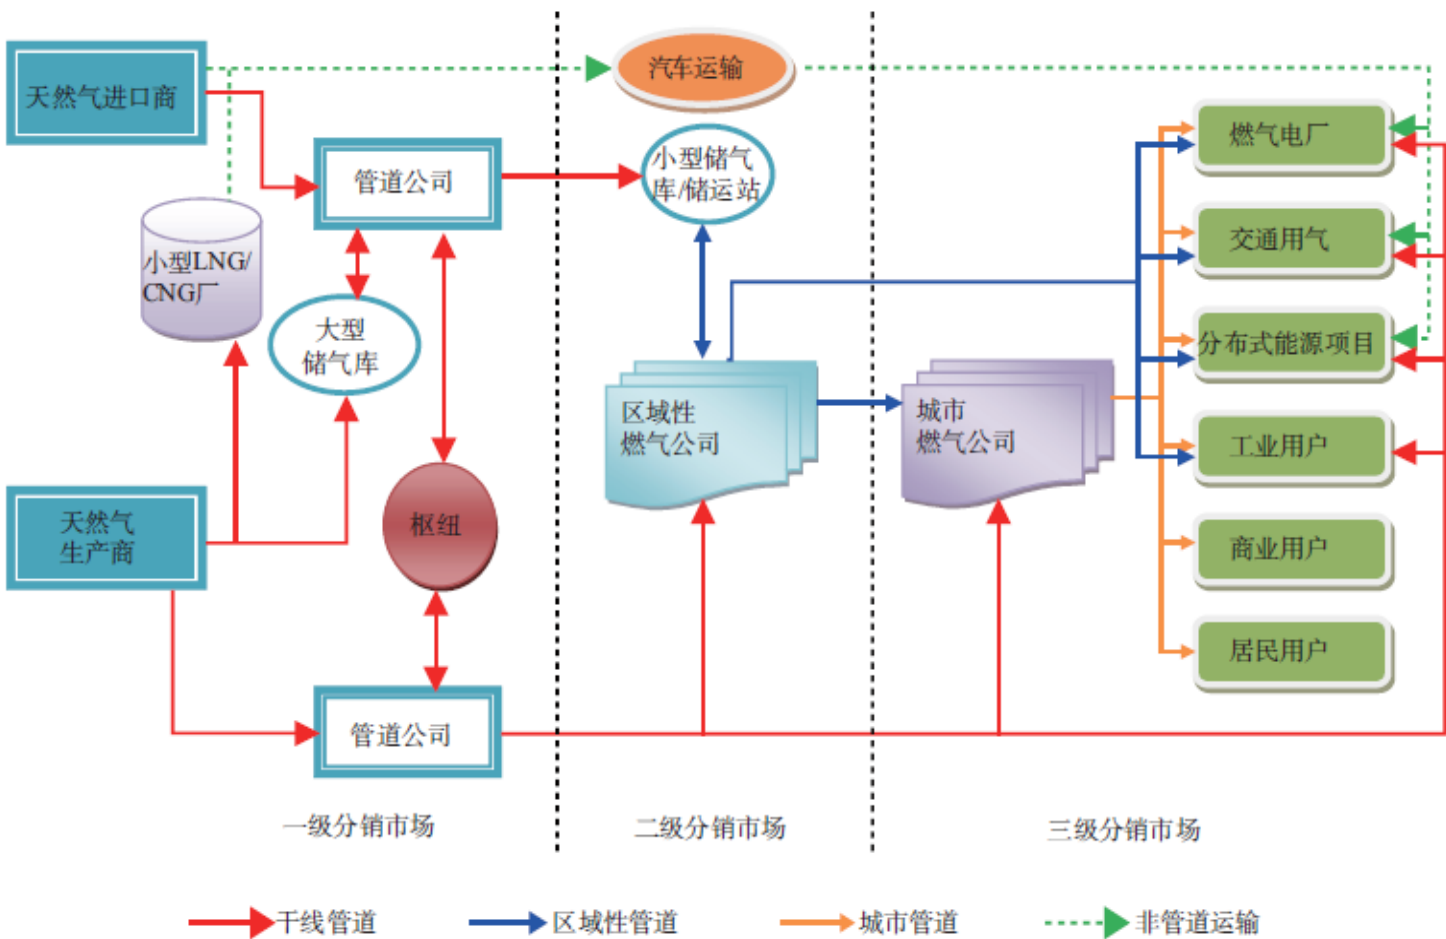 汽车运输
天然气进口商
燃气电厂
管道公司
小型储气
库/储运站
交通用气
小型LNG/
CNG厂
大型
储气库
分布式能源项目
区域性
燃气公司
城市
燃气公司
工业用户
天然气
生产商
枢纽
商业用户
居民用户
管道公司
一级分销市场
二级分销市场
三级分销市场
干线管道
区域性管道
城市管道
非管道运输